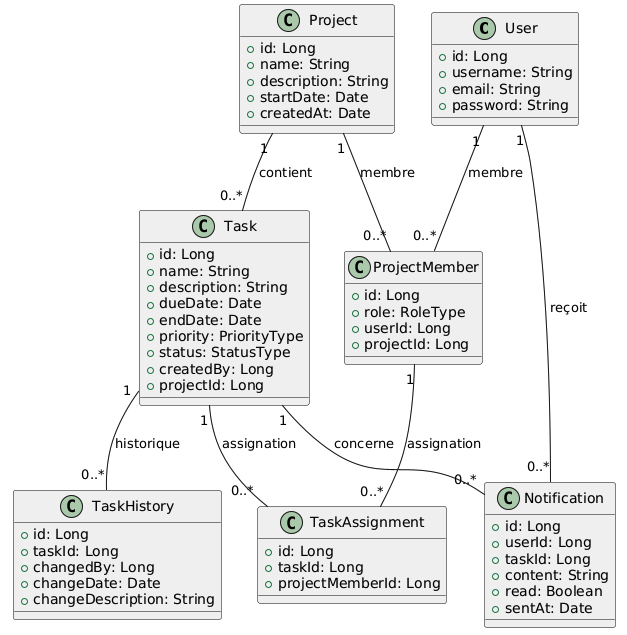 C Project
id: Long
name: String
description: String
startDate: Date
createdAt: Date
C User
id: Long
username: String
email: String
password: String
1
1
1
1
contient
membre
membre
0..*
0..*
0..*
C Task
id: Long
name: String
description: String
dueDate: Date
endDate: Date
priority: PriorityType
status: StatusType
createdBy: Long
projectId: Long
C ProjectMember
id: Long
role: RoleType
userId: Long
projectId: Long
reçoit
1
1
1
1
historique
assignation
concerne
assignation
0..*
0..*
0..*
0..*
0..*
C TaskHistory
id: Long
taskId: Long
changedBy: Long
changeDate: Date
changeDescription: String
C TaskAssignment
id: Long
taskId: Long
projectMemberId: Long
C Notification
id: Long
userId: Long
taskId: Long
content: String
read: Boolean
sentAt: Date